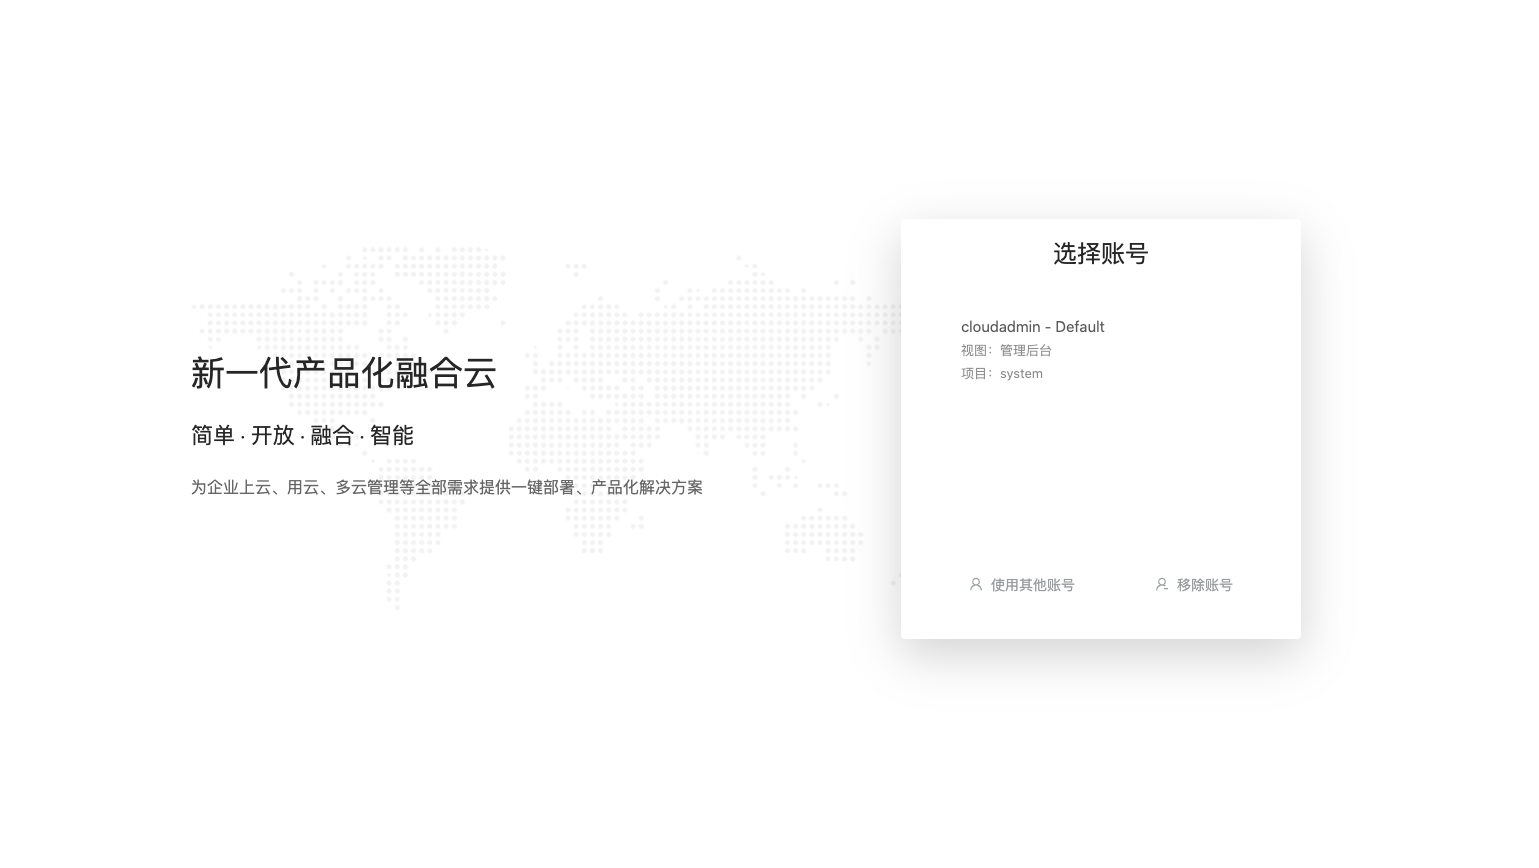 新一代产品化融合云
简单 · 开放 · 融合 · 智能
为企业上云、用云、多云管理等全部需求提供一键部署、产品化解决方案
选择账号
cloudadmin - Default
视图：管理后台
项目：system
使用其他账号
移除账号